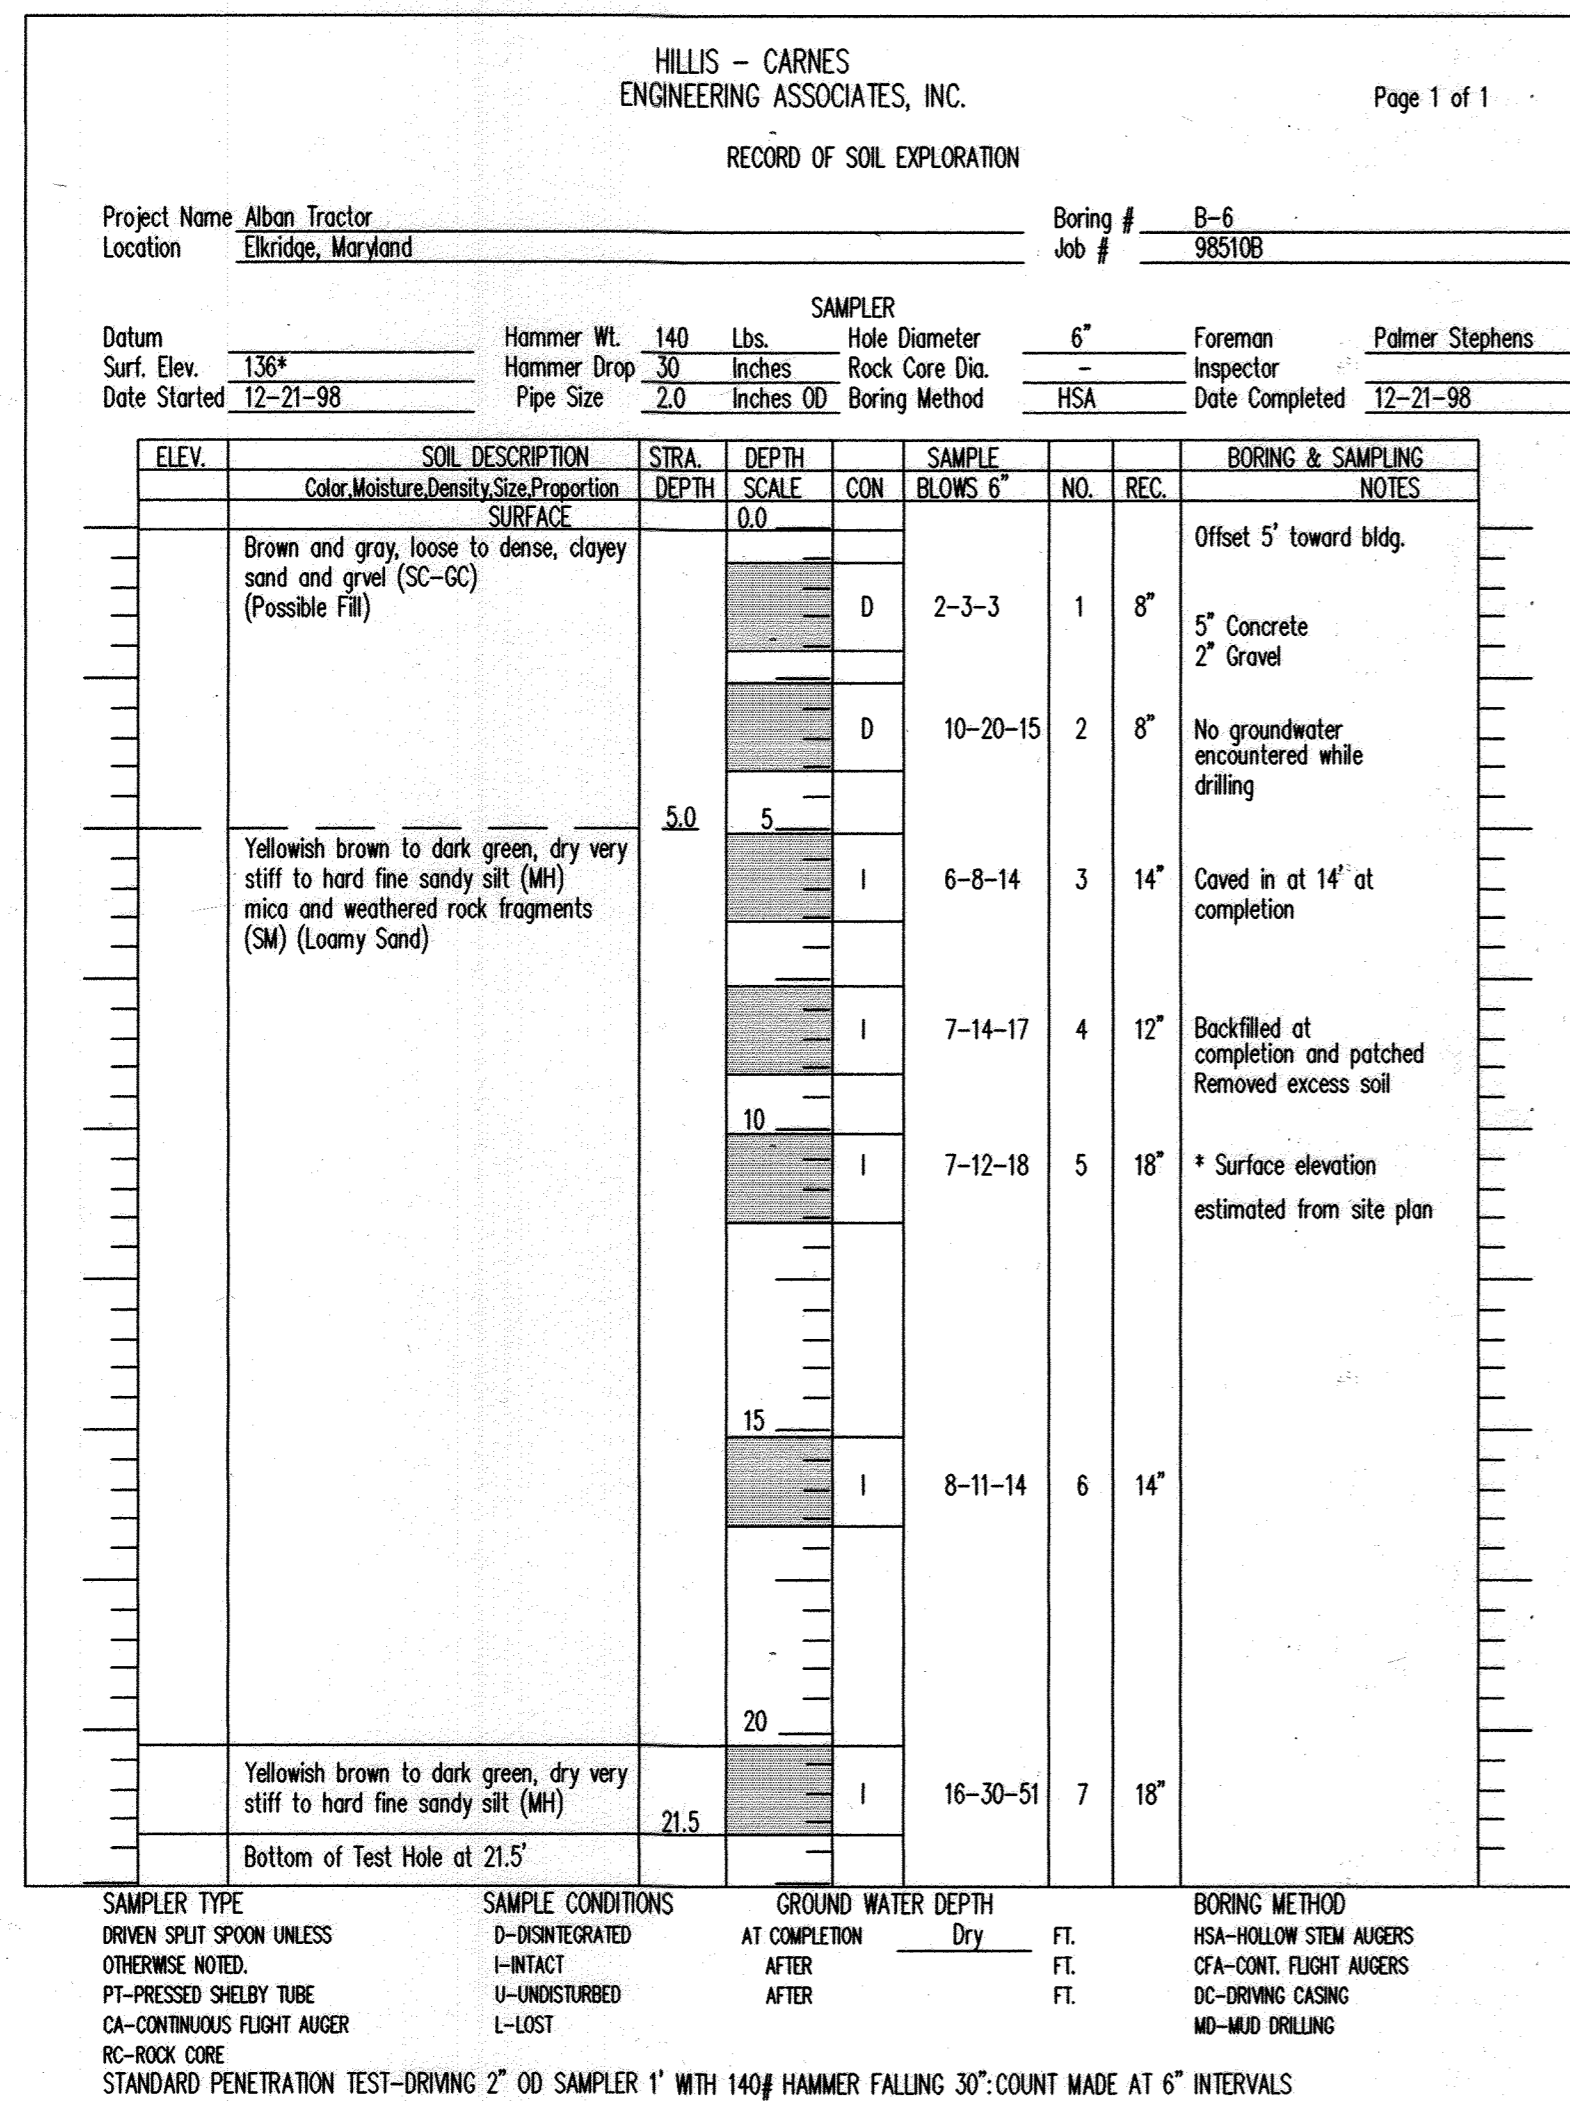 HILLIS – CARNES
ENGINEERING ASSOCIATES, INC.
Page 1 of 1
RECORD OF SOIL EXPLORATION
Project Name Alban Tractor Boring # B-6
Location Elkridge, Maryland Job # 98510B
SAMPLER
Datum Hammer Wt. 140 Lbs. Hole Diameter 6" Foreman Palmer Stephens
Surf. Elev. 136* Hammer Drop 30 Inches Rock Core Dia. – Inspector
Date Started 12-21-98 Pipe Size 2.0 Inches OD Boring Method HSA Date Completed 12-21-98
ELEV. SOIL DESCRIPTION STRA. DEPTH SAMPLE BORING & SAMPLING
Color,Moisture,Density,Size,Proportion DEPTH SCALE CON BLOWS 6" NO. REC. NOTES
SURFACE 0.0
Offset 5' toward bldg.
Brown and gray, loose to dense, clayey
sand and grvel (SC-GC)
(Possible Fill) D 2-3-3 1 8"
5" Concrete
2" Gravel
D 10-20-15 2 8" No groundwater
encountered while
drilling
5.0 5
Yellowish brown to dark green, dry very
stiff to hard fine sandy silt (MH) I 6-8-14 3 14" Caved in at 14' at
mica and weathered rock fragments completion
(SM) (Loamy Sand)
I 7-14-17 4 12" Backfilled at
completion and patched
Removed excess soil
10
I 7-12-18 5 18" * Surface elevation
estimated from site plan
15
I 8-11-14 6 14"
20
Yellowish brown to dark green, dry very
stiff to hard fine sandy silt (MH) I 16-30-51 7 18"
21.5
Bottom of Test Hole at 21.5'
SAMPLER TYPE SAMPLE CONDITIONS GROUND WATER DEPTH BORING METHOD
DRIVEN SPLIT SPOON UNLESS D-DISINTEGRATED AT COMPLETION Dry FT. HSA-HOLLOW STEM AUGERS
OTHERWISE NOTED. I-INTACT AFTER FT. CFA-CONT. FLIGHT AUGERS
PT-PRESSED SHELBY TUBE U-UNDISTURBED AFTER FT. DC-DRIVING CASING
CA-CONTINUOUS FLIGHT AUGER L-LOST MD-MUD DRILLING
RC-ROCK CORE
STANDARD PENETRATION TEST-DRIVING 2" OD SAMPLER 1' WITH 140# HAMMER FALLING 30":COUNT MADE AT 6" INTERVALS